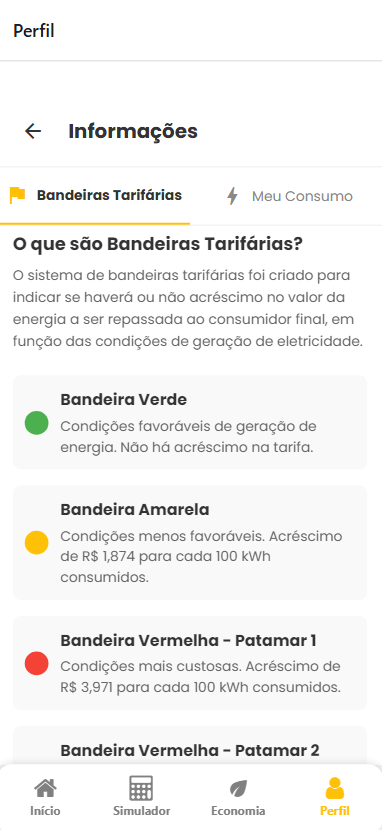 Perfil
Informações
Bandeiras Tarifárias
Meu Consumo
O que são Bandeiras Tarifárias?
O sistema de bandeiras tarifárias foi criado para
indicar se haverá ou não acréscimo no valor da
energia a ser repassada ao consumidor final, em
função das condições de geração de eletricidade.
Bandeira Verde
Condições favoráveis de geração de
energia. Não há acréscimo na tarifa.
Bandeira Amarela
Condições menos favoráveis. Acréscimo
de R$ 1,874 para cada 100 kWh
consumidos.
Bandeira Vermelha - Patamar 1
Condições mais custosas. Acréscimo de
R$ 3,971 para cada 100 kWh consumidos.
Bandeira Vermelha - Patamar 2
Início
Simulador
Economia
Perfil